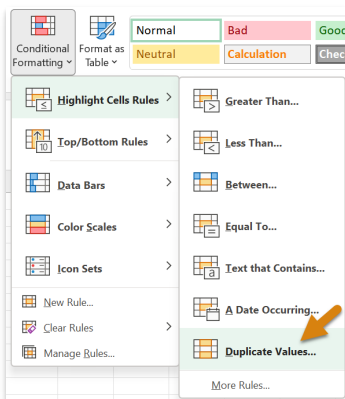 Conditional
Formatting
Format as
Table
Normal
Bad
Good
Neutral
Calculation
Highlight Cells Rules
Top/Bottom Rules
Data Bars
Color Scales
Icon Sets
New Rule...
Clear Rules
Manage Rules...
Greater Than...
Less Than...
Between...
Equal To...
Text that Contains...
A Date Occurring...
Duplicate Values...
More Rules...